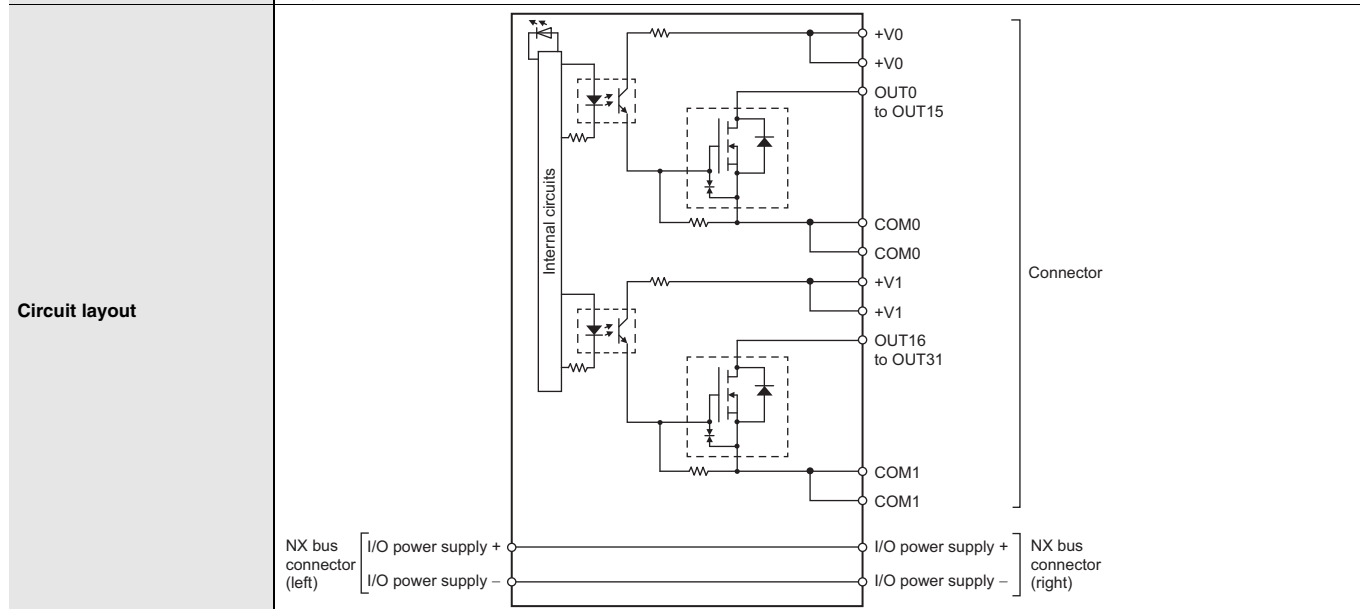 Circuit layout
Internal circuits
+V0
+V0
OUT0
to OUT15
COM0
COM0
+V1
+V1
OUT16
to OUT31
COM1
COM1
Connector
NX bus
connector
(left)
I/O power supply +
I/O power supply –
I/O power supply +
I/O power supply –
NX bus
connector
(right)